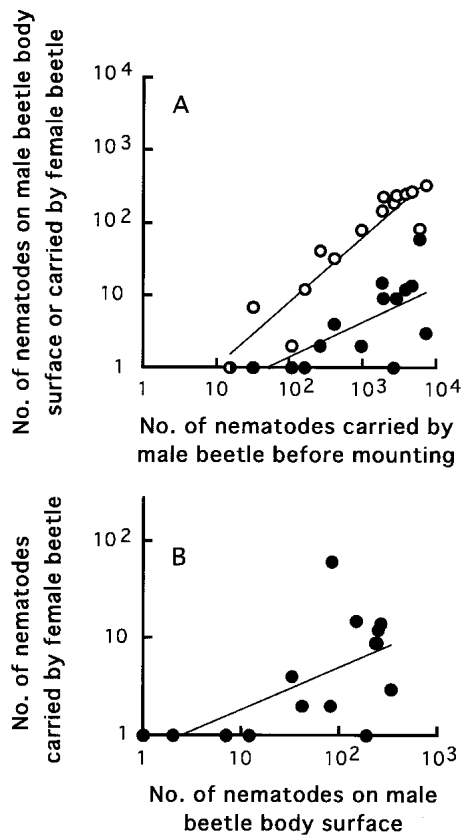 No. of nematodes on male beetle body
surface or carried by female beetle
A
10⁴
10³
10²
10
1
1 10 10² 10³ 10⁴
No. of nematodes carried by
male beetle before mounting
No. of nematodes
carried by female beetle
B
10²
10
1
1 10 10² 10³
No. of nematodes on male
beetle body surface